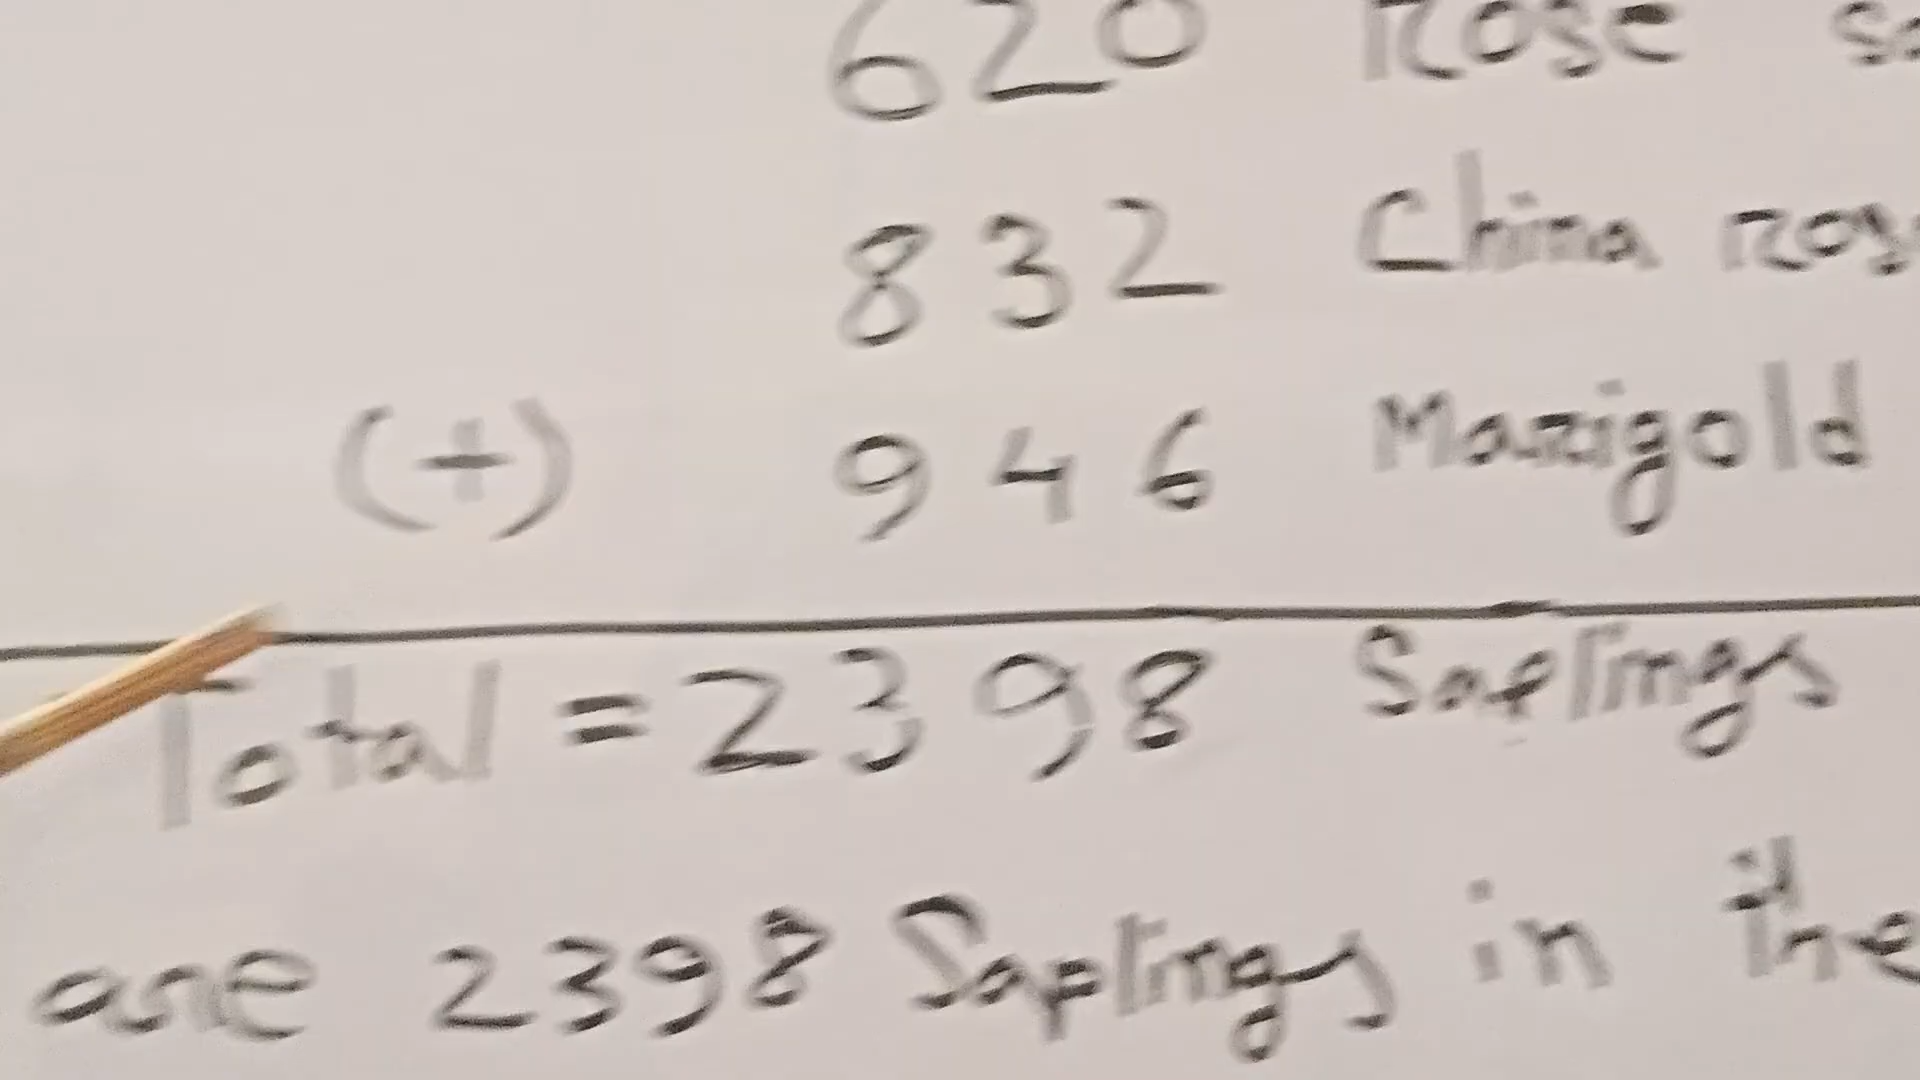 620 Rose
832 China
(+) 946 Marigold
Total = 2398 Saplings
are 2398 Saplings in the